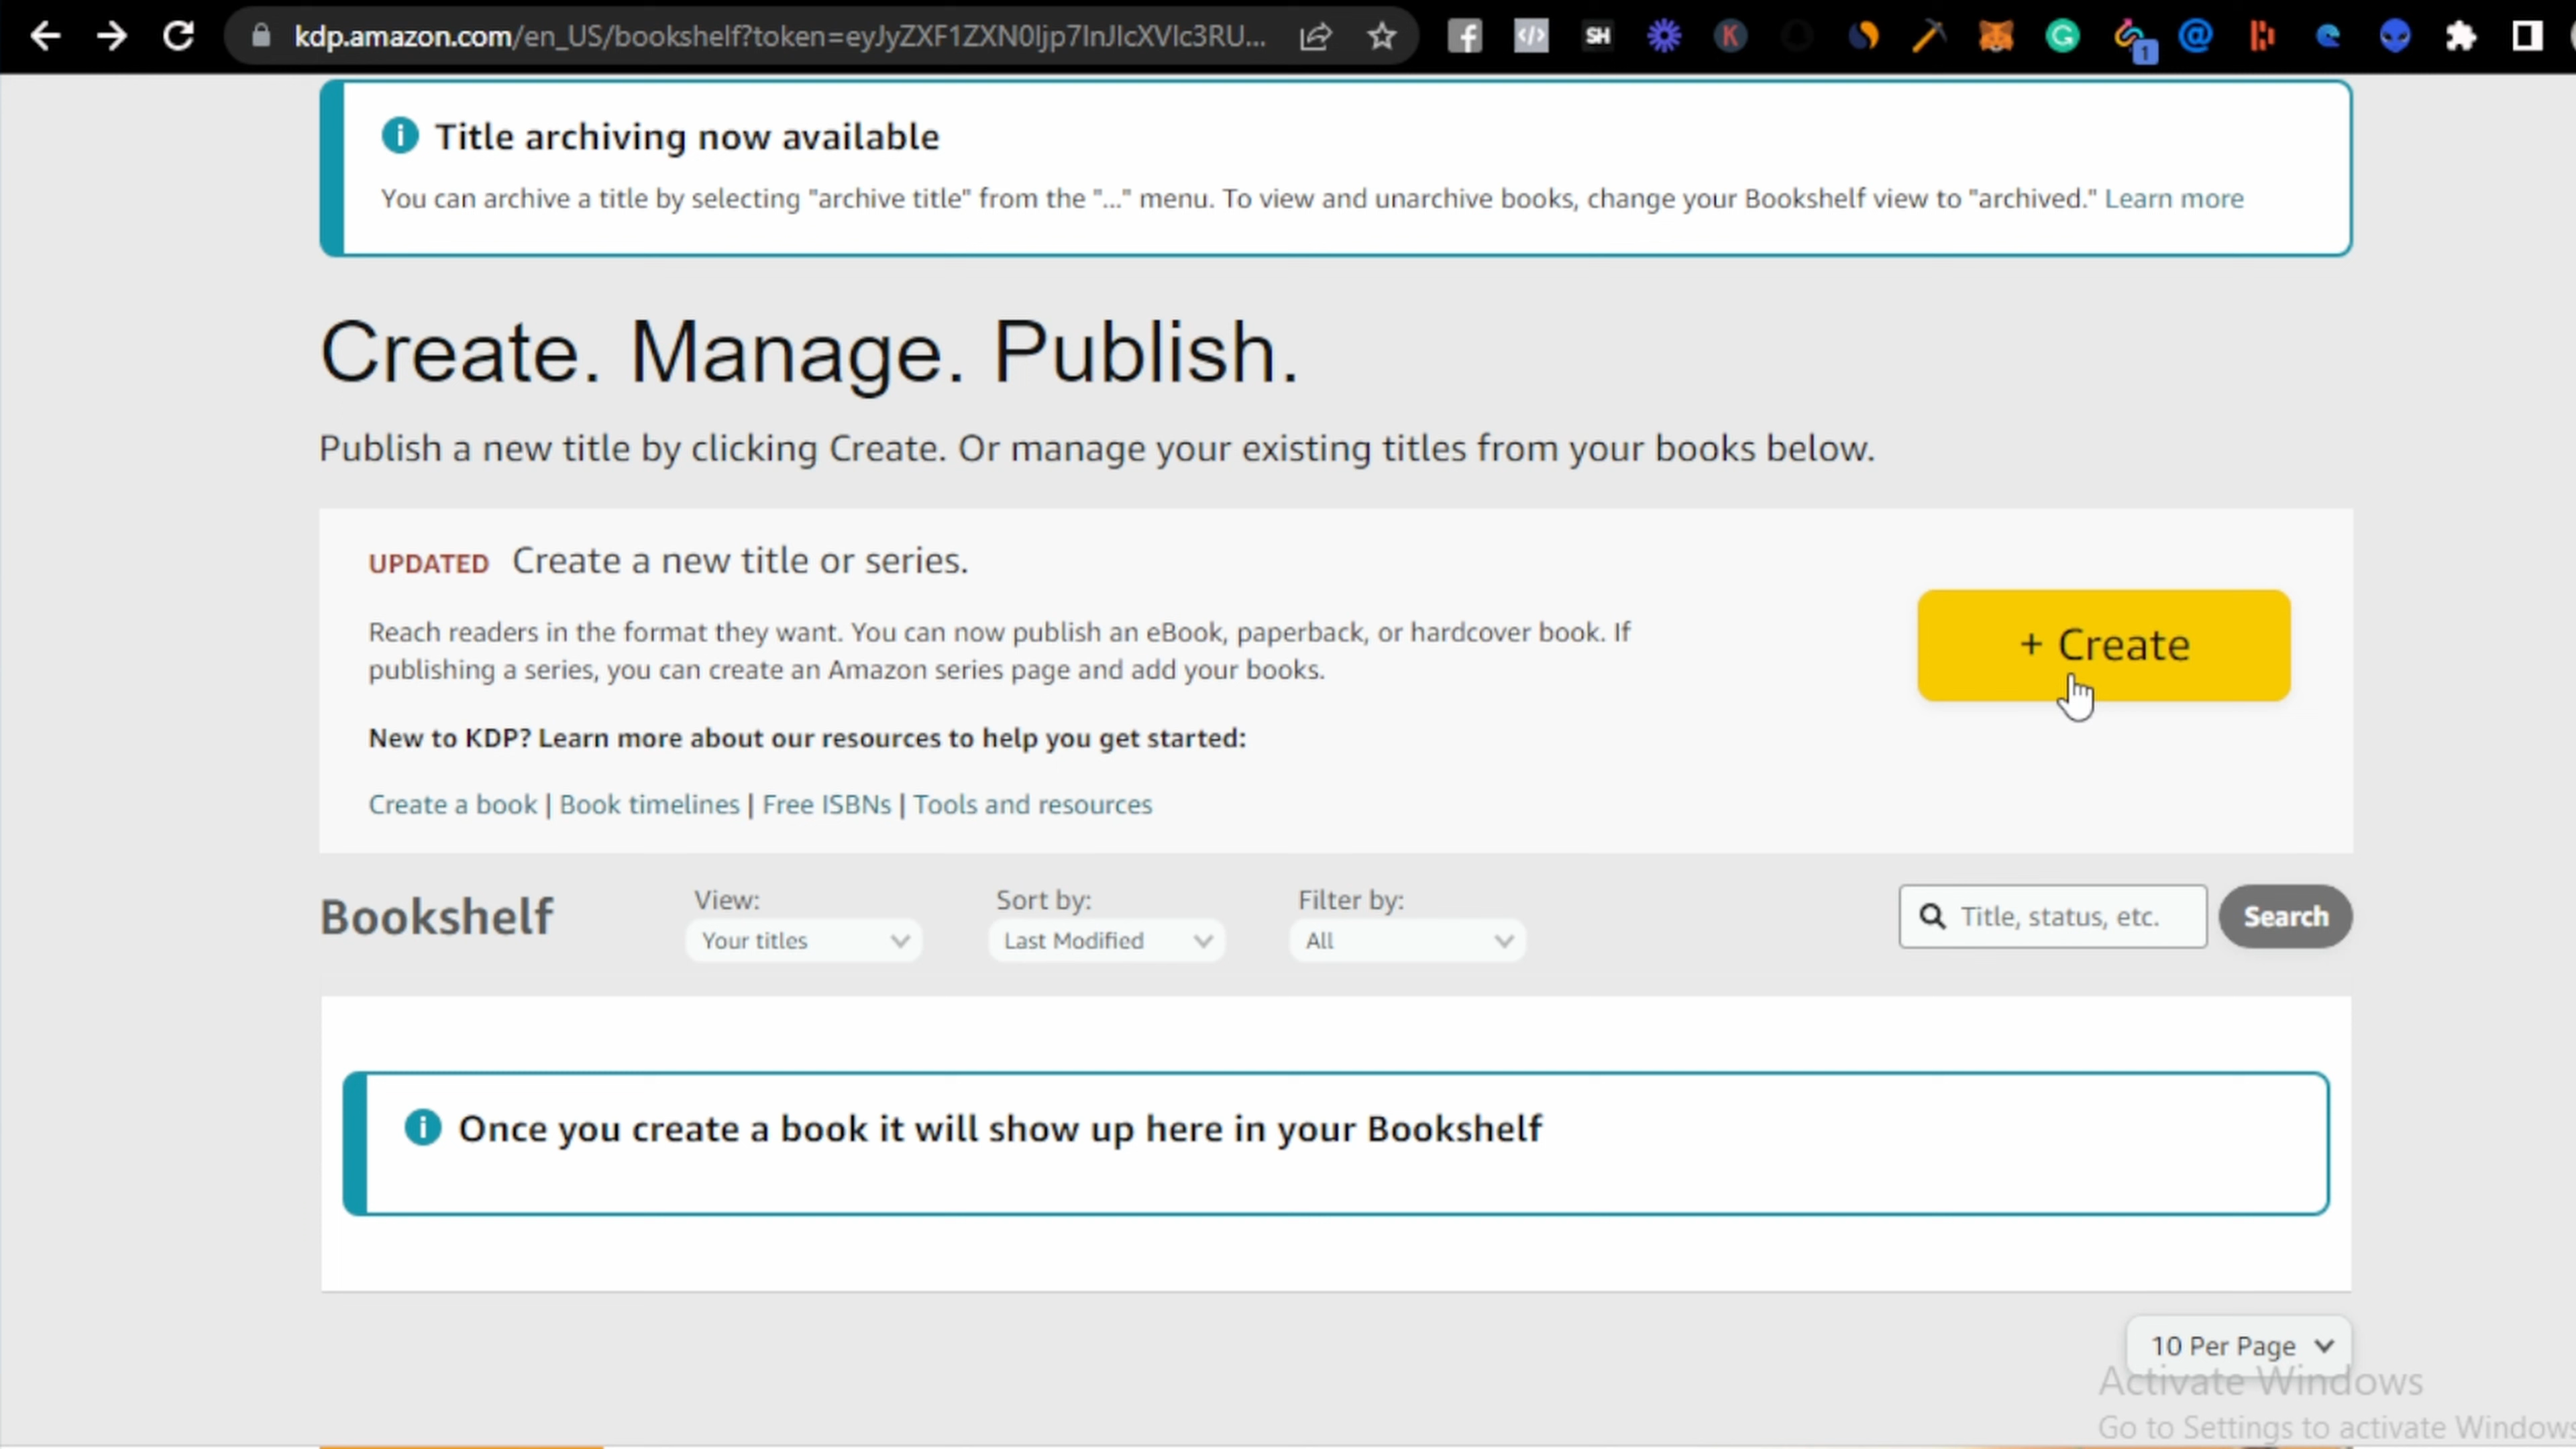 kdp.amazon.com/en_US/bookshelf?token=
SH
K
G
1
@
Title archiving now available
You can archive a title by selecting "archive title" from the "..." menu. To view and unarchive books, change your Bookshelf view to "archived." Learn more
Create. Manage. Publish.
Publish a new title by clicking Create. Or manage your existing titles from your books below.
UPDATED Create a new title or series.
Reach readers in the format they want. You can now publish an eBook, paperback, or hardcover book. If
publishing a series, you can create an Amazon series page and add your books.
+ Create
New to KDP? Learn more about our resources to help you get started:
Create a book | Book timelines | Free ISBNs | Tools and resources
Bookshelf
View:
Your titles
Sort by:
Last Modified
Filter by:
All
Title, status, etc.
Search
Once you create a book it will show up here in your Bookshelf
10 Per Page
Activate Windows
Go to Settings to activate Windows